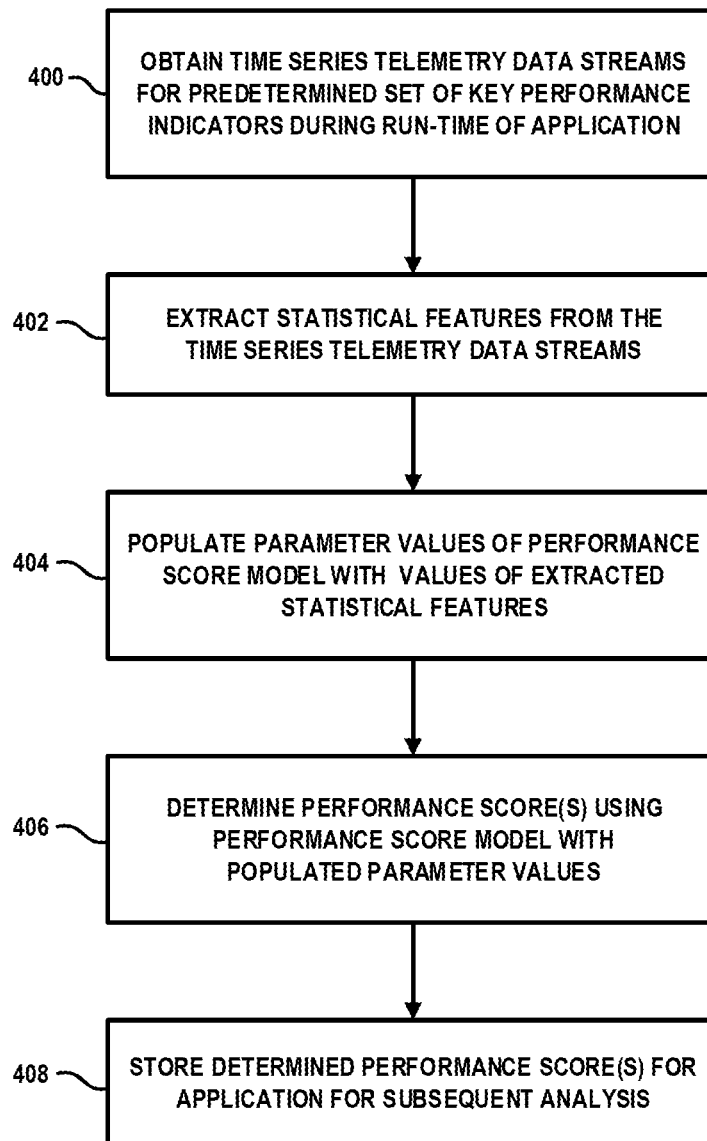 400
OBTAIN TIME SERIES TELEMETRY DATA STREAMS
FOR PREDETERMINED SET OF KEY PERFORMANCE
INDICATORS DURING RUN-TIME OF APPLICATION
402
EXTRACT STATISTICAL FEATURES FROM THE
TIME SERIES TELEMETRY DATA STREAMS
404
POPULATE PARAMETER VALUES OF PERFORMANCE
SCORE MODEL WITH VALUES OF EXTRACTED
STATISTICAL FEATURES
406
DETERMINE PERFORMANCE SCORE(S) USING
PERFORMANCE SCORE MODEL WITH
POPULATED PARAMETER VALUES
408
STORE DETERMINED PERFORMANCE SCORE(S) FOR
APPLICATION FOR SUBSEQUENT ANALYSIS